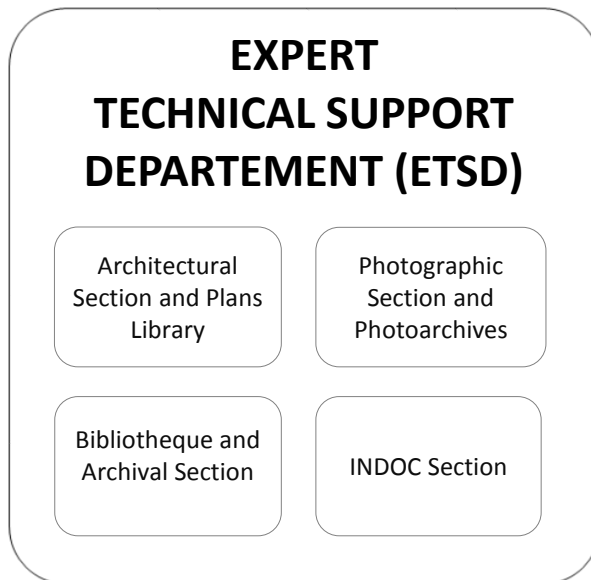 EXPERT
TECHNICAL SUPPORT
DEPARTEMENT (ETSD)
Architectural
Section and Plans
Library
Photographic
Section and
Photoarchives
Bibliotheque and
Archival Section
INDOC Section